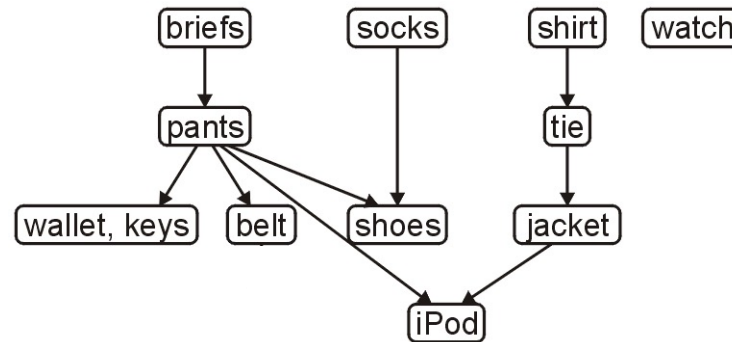 briefs
socks
shirt
watch
pants
tie
wallet, keys
belt
shoes
jacket
iPod